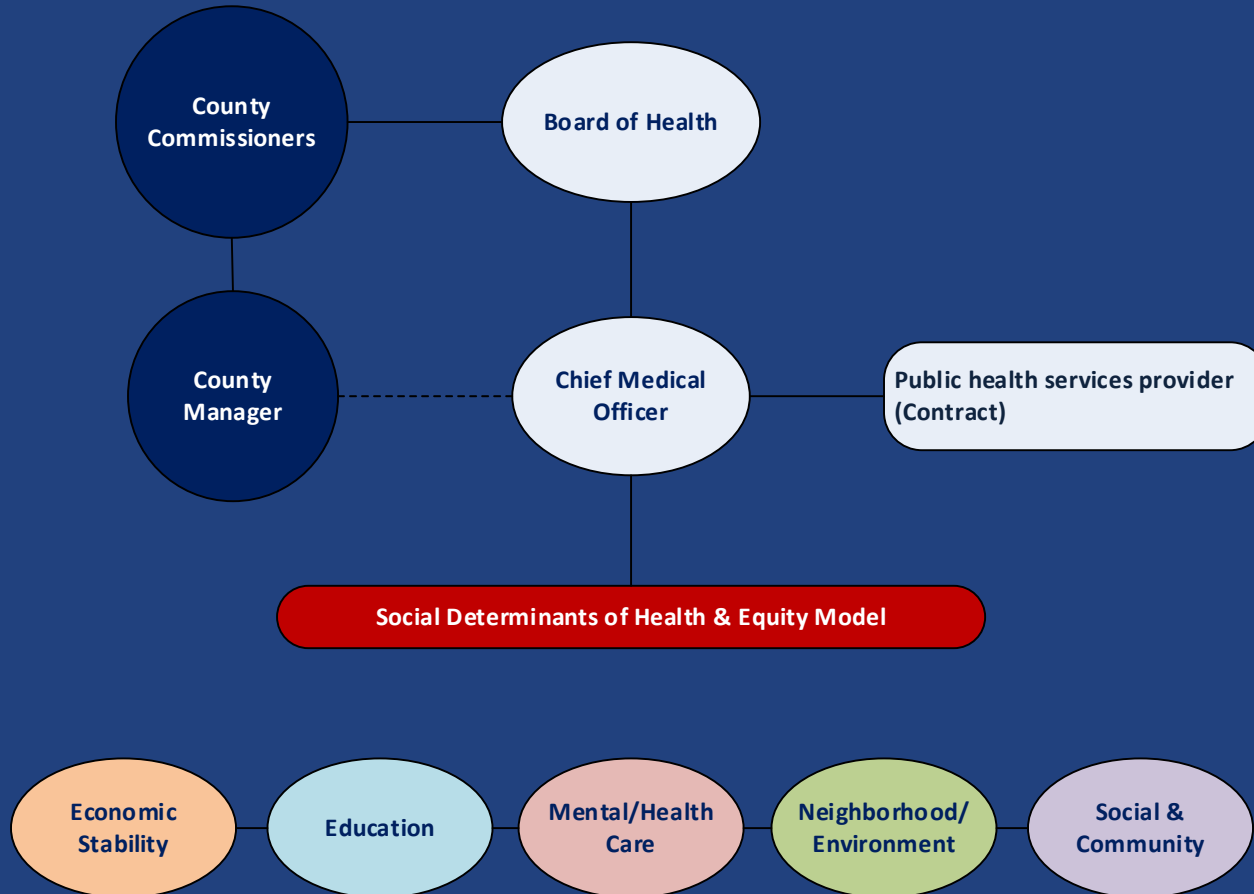 County
Commissioners
Board of Health
County
Manager
Chief Medical
Officer
Public health services provider
(Contract)
Social Determinants of Health & Equity Model
Economic
Stability
Education
Mental/Health
Care
Neighborhood/
Environment
Social &
Community